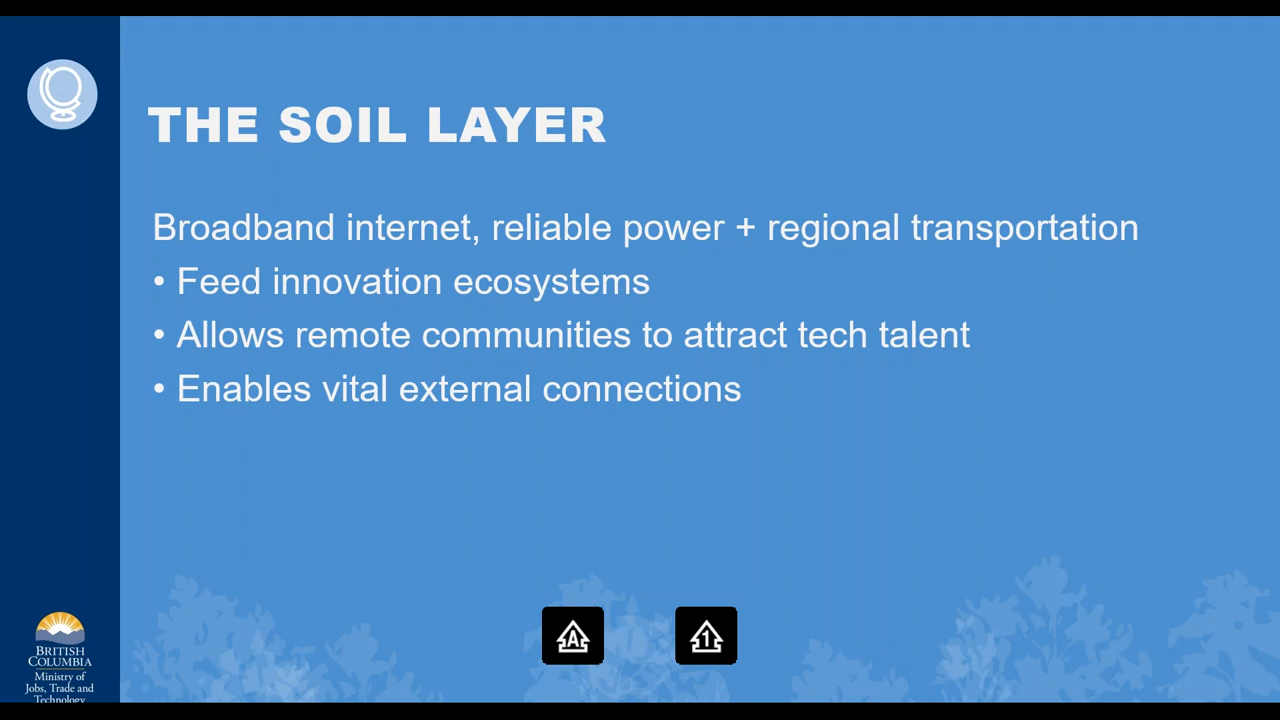 THE SOIL LAYER
Broadband internet, reliable power + regional transportation
• Feed innovation ecosystems
• Allows remote communities to attract tech talent
• Enables vital external connections
A
1
BRITISH
COLUMBIA
Ministry of
Jobs, Trade and
Technology